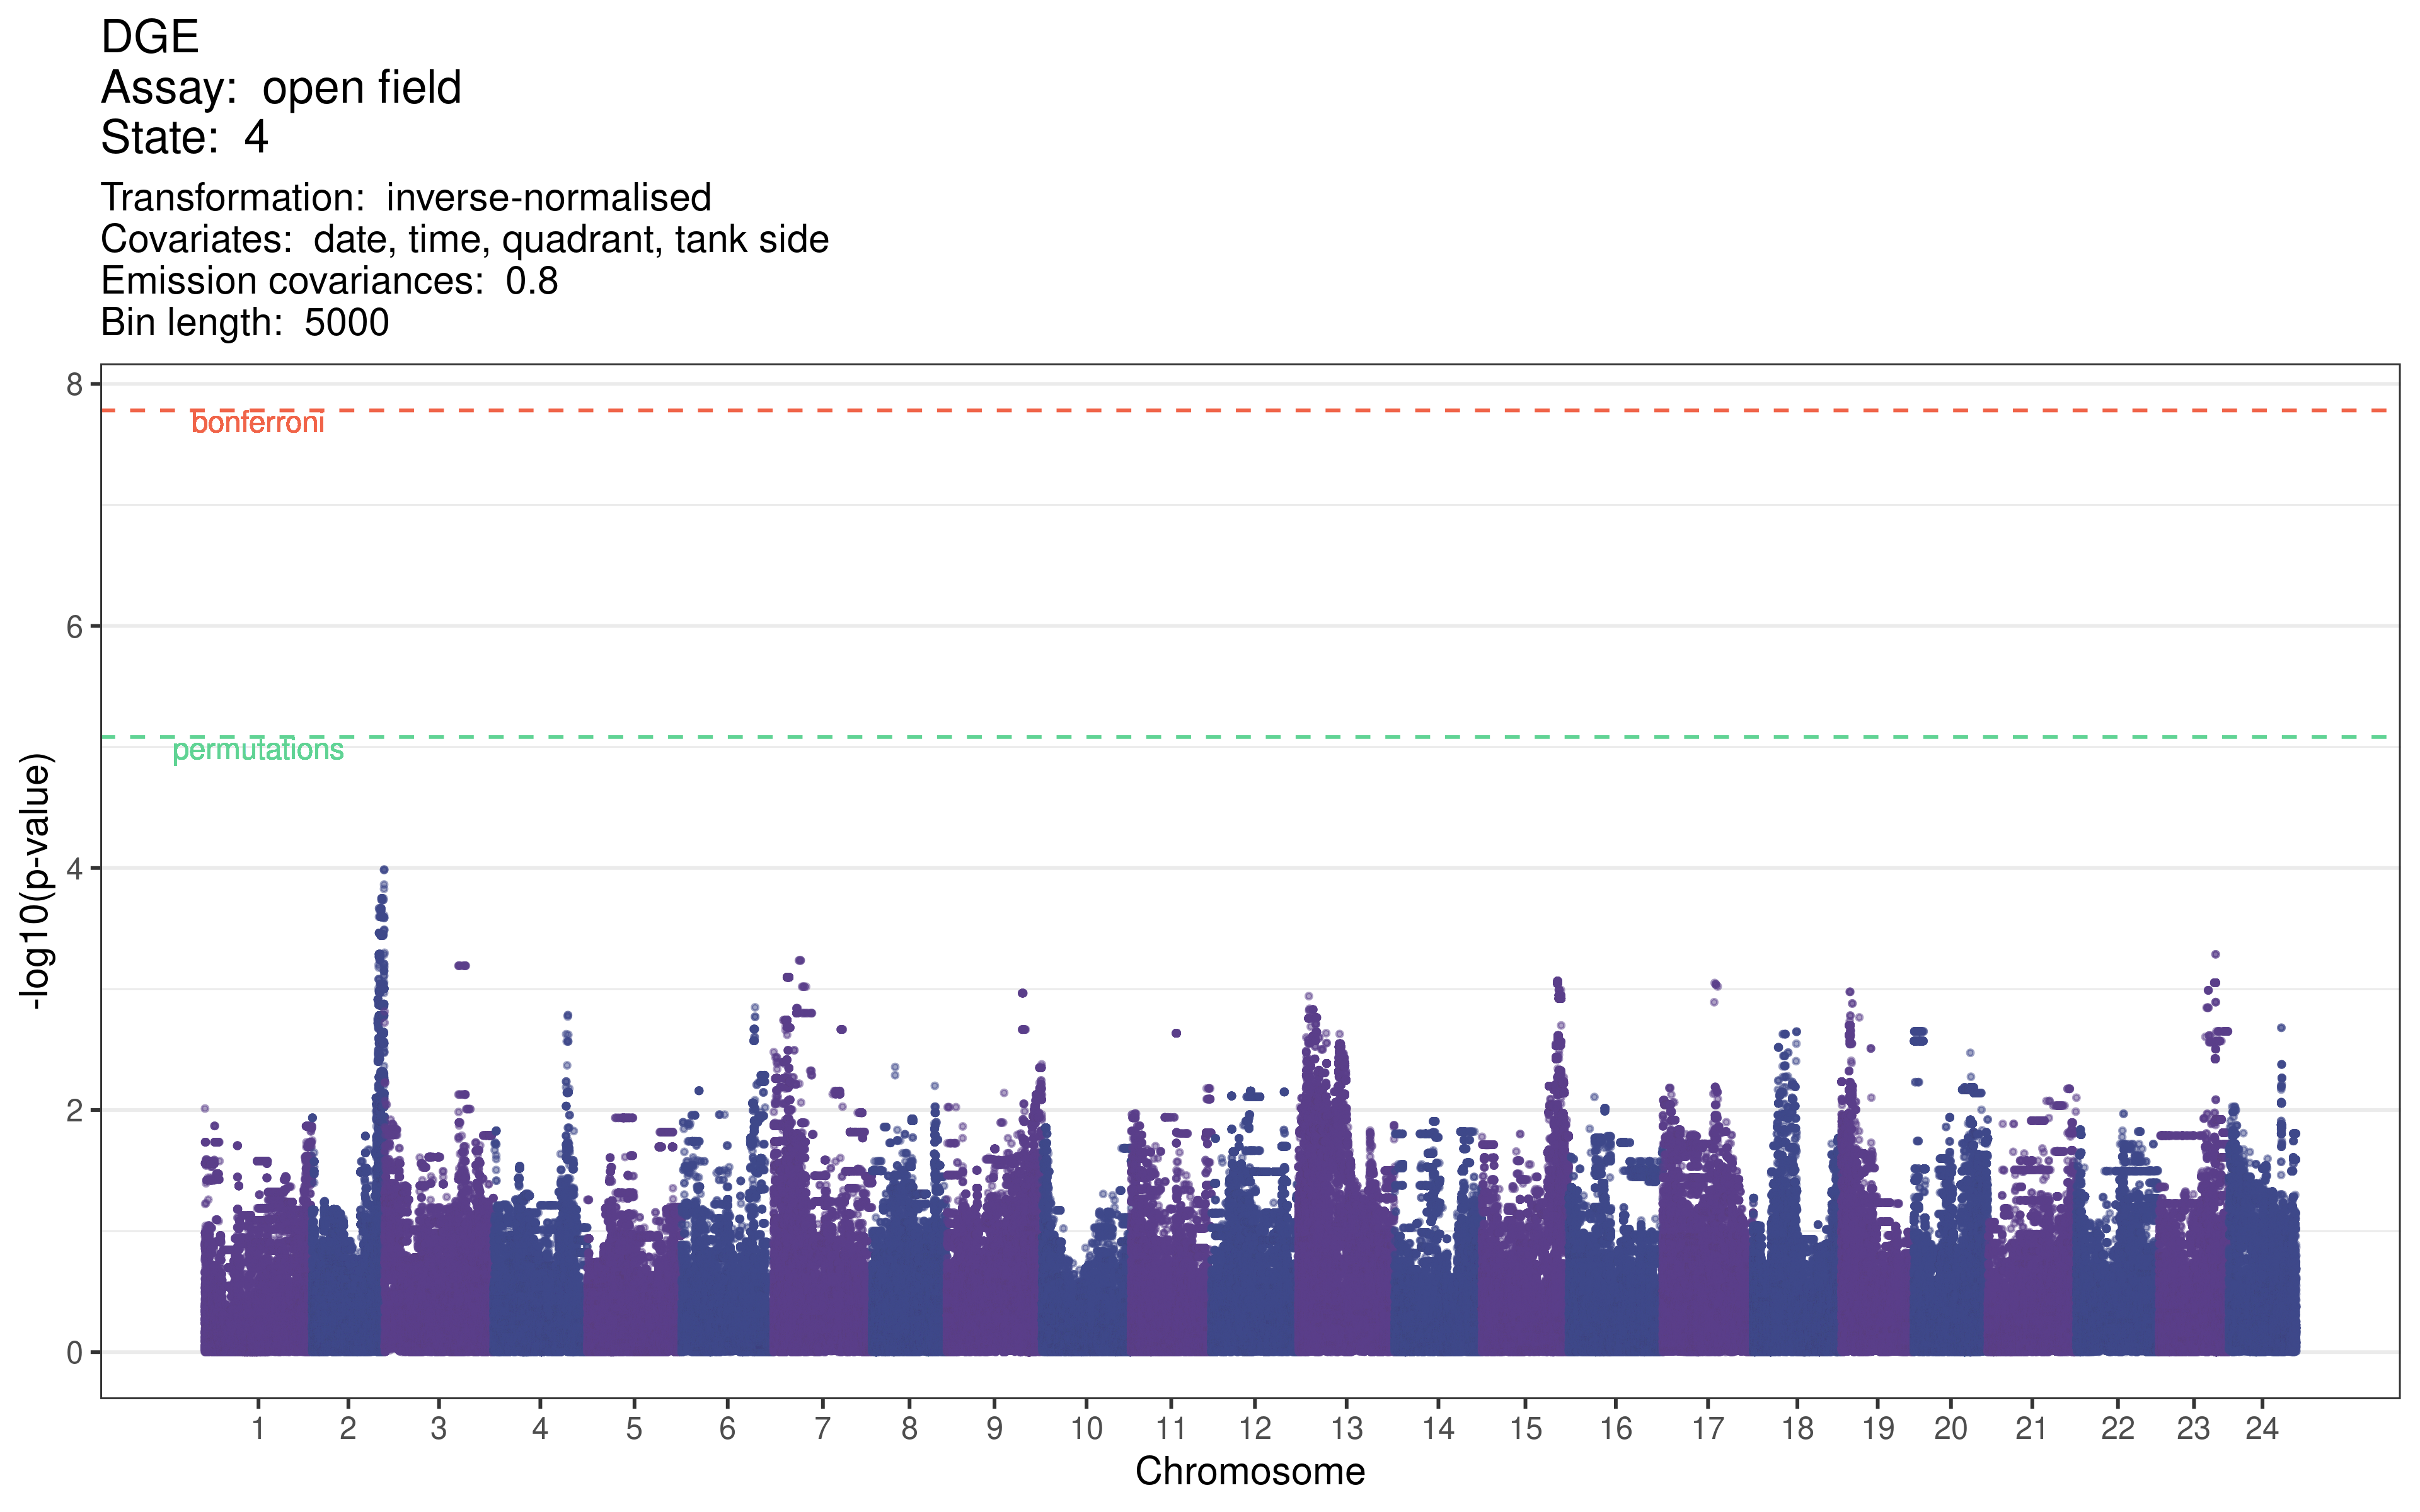 DGE
Assay:  open field
State:  4
Transformation:  inverse-normalised
Covariates:  date, time, quadrant, tank side
Emission covariances:  0.8
Bin length:  5000
8
bonferroni
6
permutations
4
2
0
-log10(p-value)
1 2 3 4 5 6 7 8 9 10 11 12 13 14 15 16 17 18 19 20 21 22 23 24
Chromosome